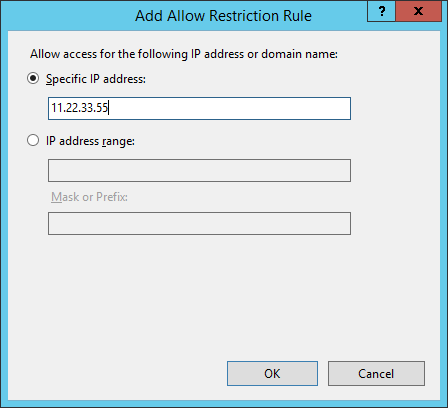 Add Allow Restriction Rule
?
X
Allow access for the following IP address or domain name:
Specific IP address:
11.22.33.55
IP address range:
Mask or Prefix:
OK
Cancel